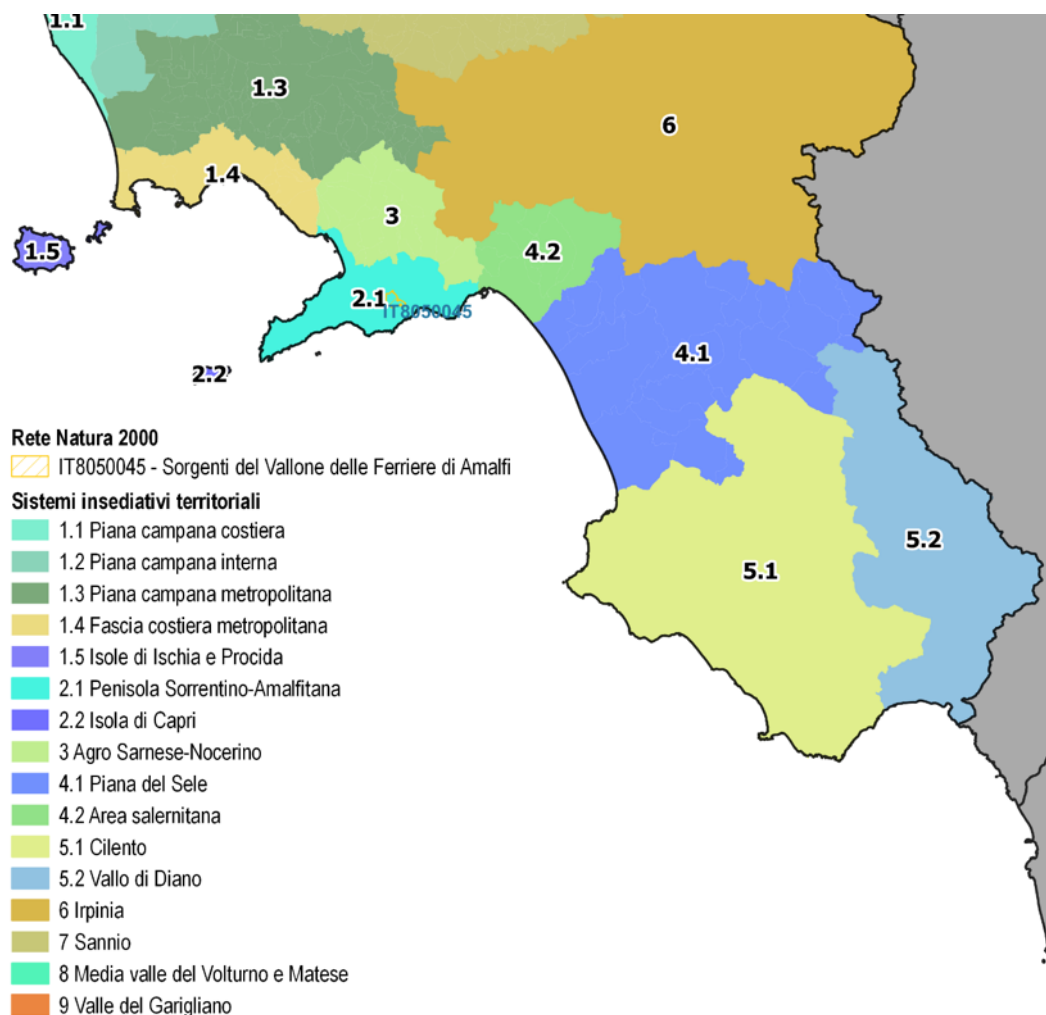 1.1
1.3
6
1.4
3
1.5
4.2
2.1
IT8050045
4.1
2.2
5.2
5.1
Rete Natura 2000
IT8050045 - Sorgenti del Vallone delle Ferriere di Amalfi
Sistemi insediativi territoriali
1.1 Piana campana costiera
1.2 Piana campana interna
1.3 Piana campana metropolitana
1.4 Fascia costiera metropolitana
1.5 Isole di Ischia e Procida
2.1 Penisola Sorrentino-Amalfitana
2.2 Isola di Capri
3 Agro Sarnese-Nocerino
4.1 Piana del Sele
4.2 Area salernitana
5.1 Cilento
5.2 Vallo di Diano
6 Irpinia
7 Sannio
8 Media valle del Volturno e Matese
9 Valle del Garigliano